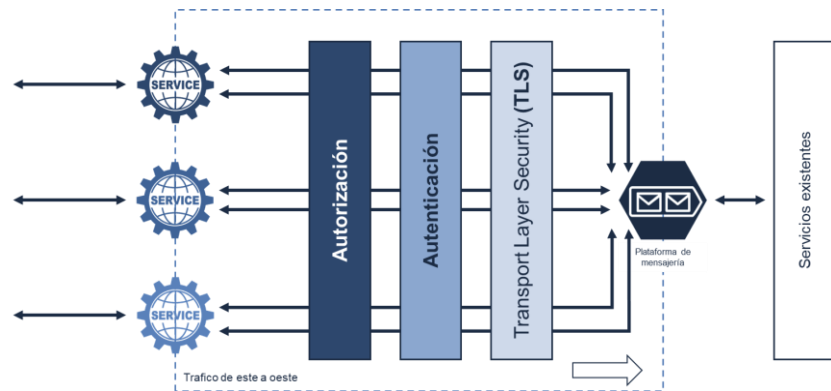 SERVICE
SERVICE
SERVICE
Autorización
Autenticación
Transport Layer Security (TLS)
Plataforma de
mensajería
Servicios existentes
Trafico de este a oeste